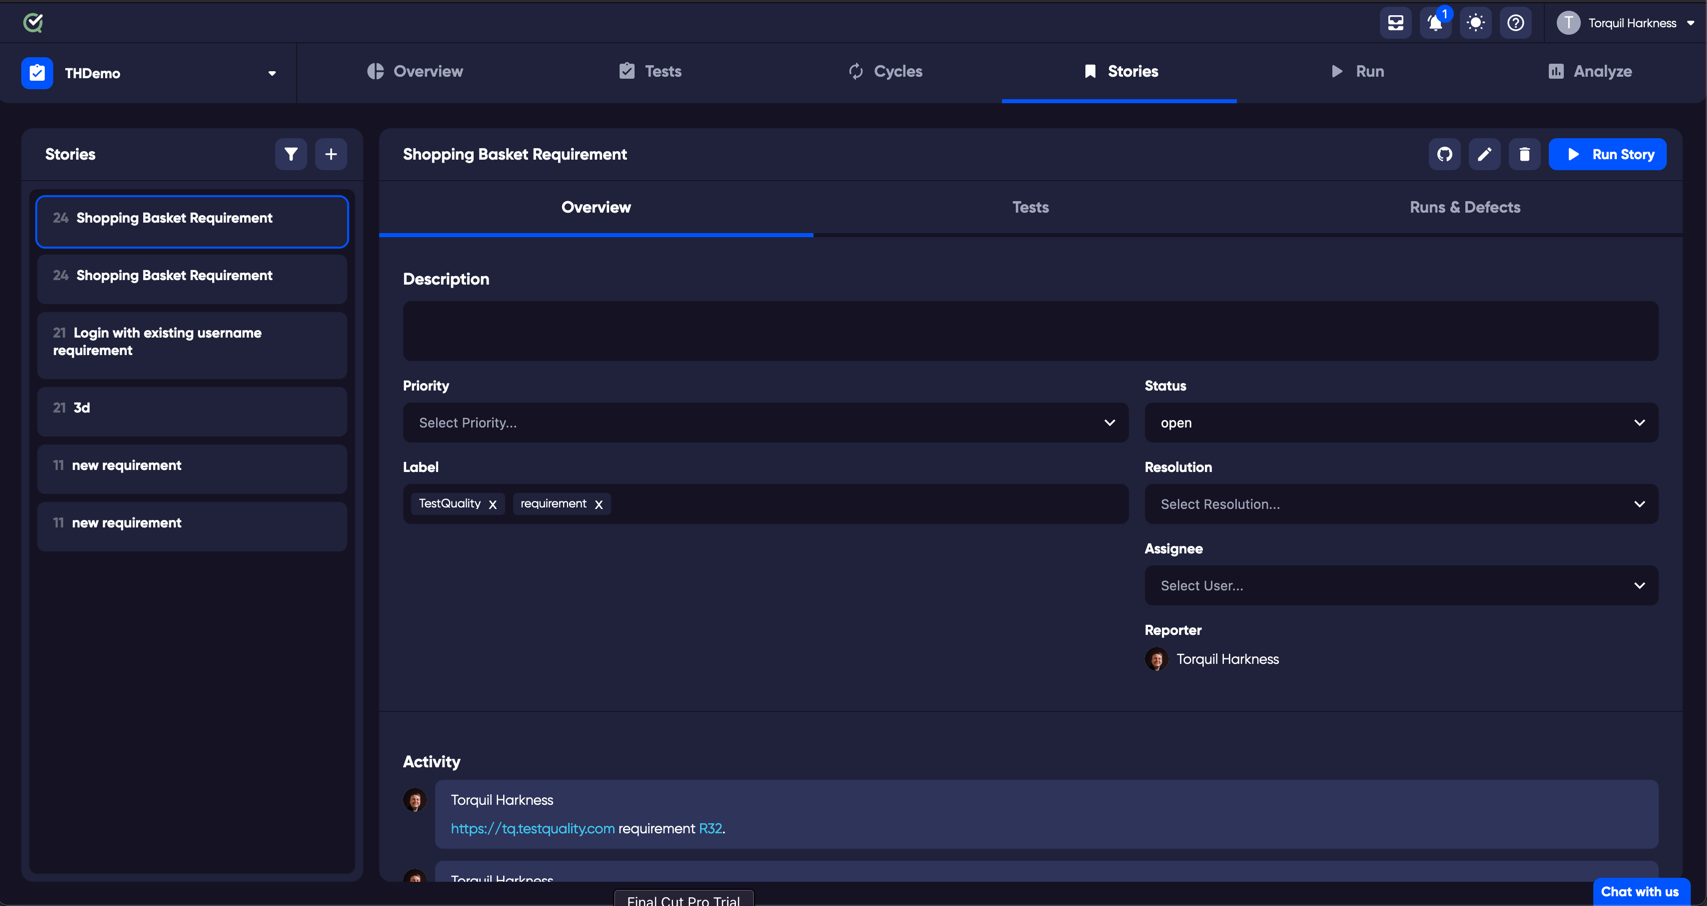 1
T Torquil Harkness
THDemo
Overview
Tests
Cycles
Stories
Run
Analyze
Stories
24 Shopping Basket Requirement
24 Shopping Basket Requirement
21 Login with existing username
requirement
21 3d
11 new requirement
11 new requirement
Shopping Basket Requirement
Run Story
Overview
Tests
Runs & Defects
Description
Priority
Select Priority...
Status
open
Label
TestQuality x requirement x
Resolution
Select Resolution...
Assignee
Select User...
Reporter
Torquil Harkness
Activity
Torquil Harkness
https://tq.testquality.com requirement R32.
Torquil Harkness
Final Cut Pro Trial
Chat with us